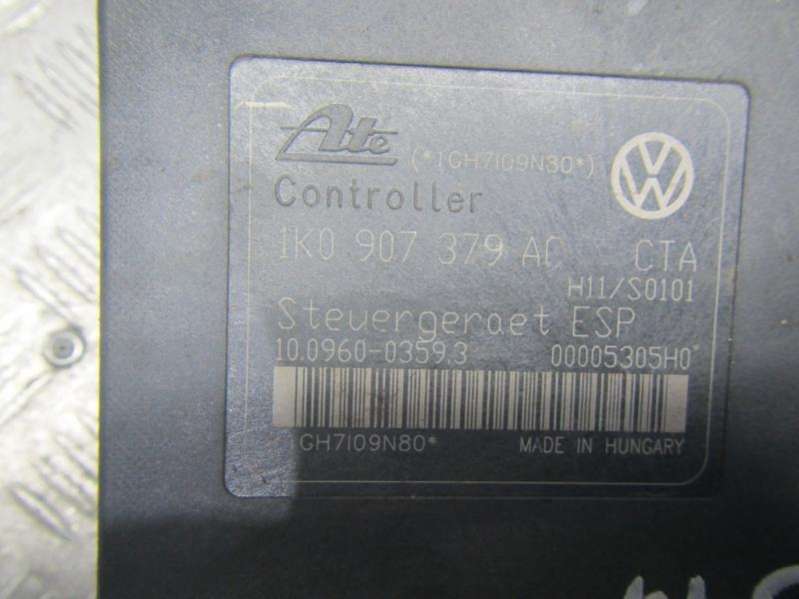 Ate (*1GH7I09N30*)
Controller
1K0 907 379 AC CTA
H11/S0101
Steuergeraet ESP
10.0960-0359.3 00005305H0*
GH7I09N80* MADE IN HUNGARY